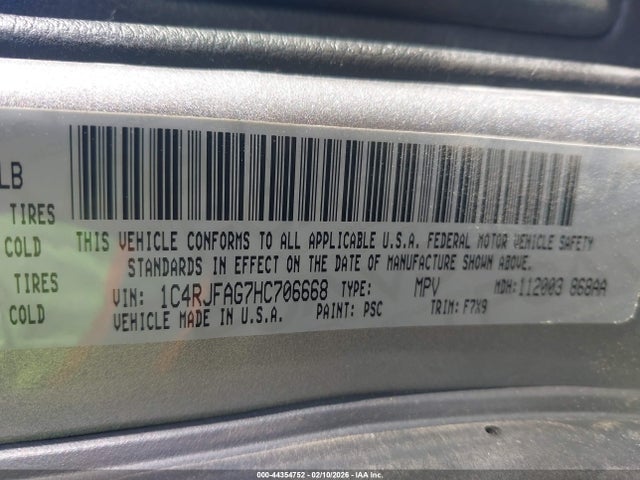 LB
TIRES
COLD
TIRES
COLD
THIS VEHICLE CONFORMS TO ALL APPLICABLE U.S.A. FEDERAL MOTOR VEHICLE SAFETY
STANDARDS IN EFFECT ON THE DATE OF MANUFACTURE SHOWN ABOVE.
VIN: 1C4RJFAG7HC706668 TYPE: MPV MDH: 112003 868AA
VEHICLE MADE IN U.S.A. PAINT: PSC TRIM: F7X9
000-44354752 - 02/10/2026 - COPYRIGHT IAA, LLC